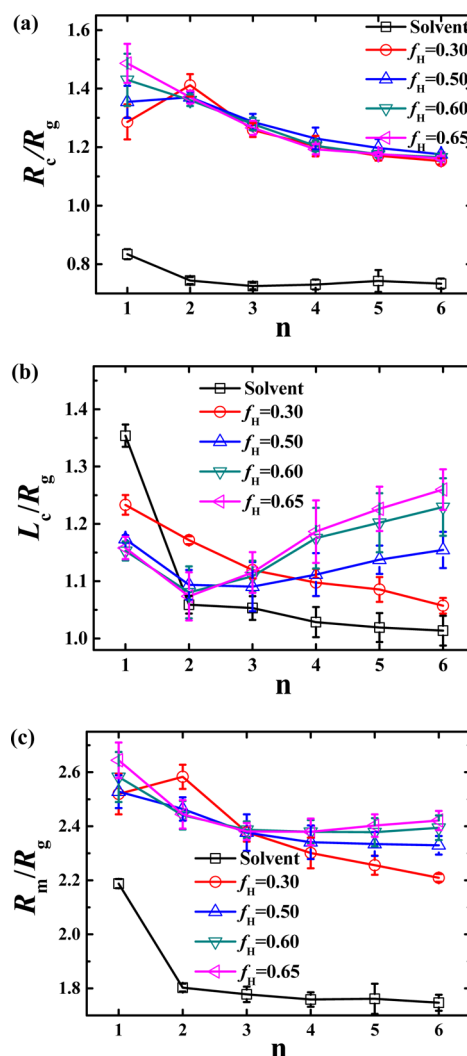 (a)
Solvent
fH=0.30
fH=0.50
fH=0.60
fH=0.65
Rc/Rg
1.6
1.4
1.2
1.0
0.8
1 2 3 4 5 6
n
(b)
Solvent
fH=0.30
fH=0.50
fH=0.60
fH=0.65
Lc/Rg
1.4
1.3
1.2
1.1
1.0
1 2 3 4 5 6
n
(c)
Rm/Rg
2.6
2.4
2.2
2.0
1.8
Solvent
fH=0.30
fH=0.50
fH=0.60
fH=0.65
1 2 3 4 5 6
n